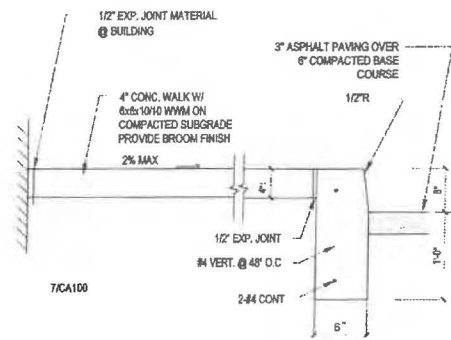 1/2" EXP. JOINT MATERIAL
@ BUILDING
3" ASPHALT PAVING OVER
6" COMPACTED BASE
COURSE
4" CONC. WALK W/
6x6x10/10 WWM ON
COMPACTED SUBGRADE
PROVIDE BROOM FINISH
1/2"R
2% MAX
4"
6"
1/2" EXP. JOINT
#4 VERT. @ 48" O.C
1'-0"
7/CA100
2-#4 CONT
6"